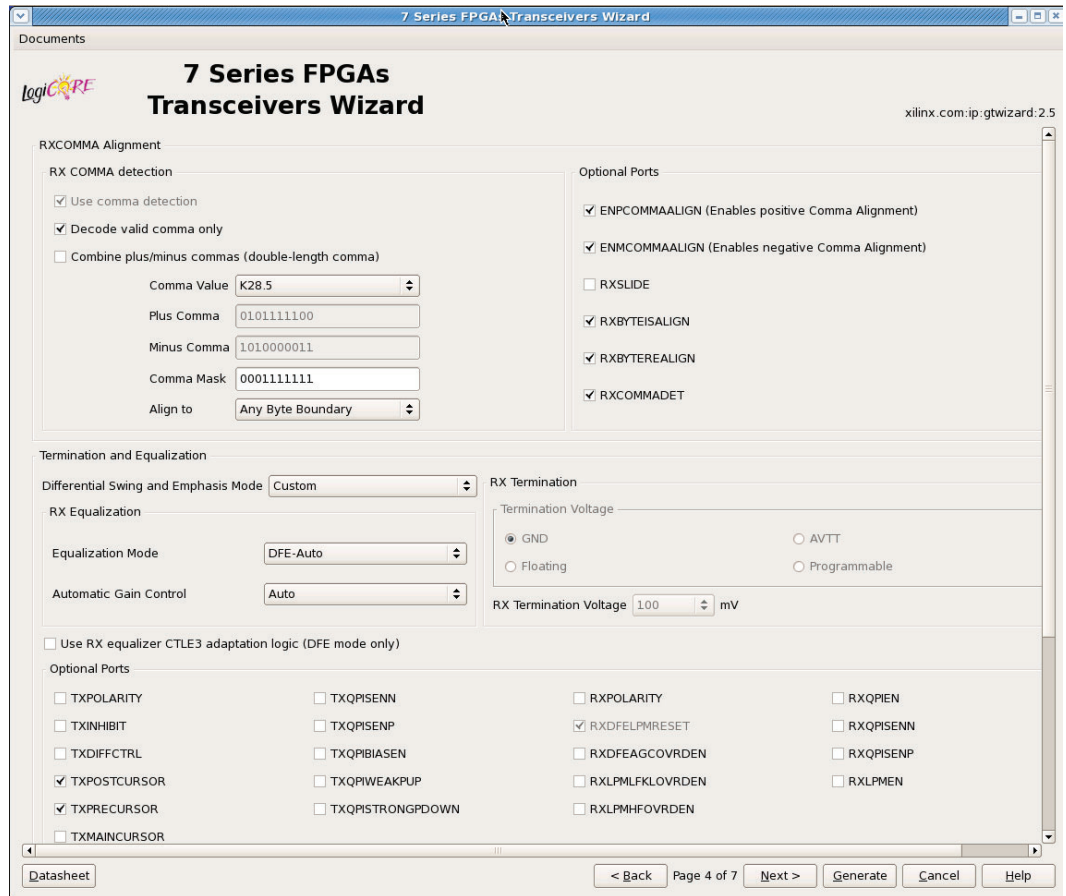 7 Series FPGAs Transceivers Wizard
Documents
logiCORE
7 Series FPGAs
Transceivers Wizard
xilinx.com:ip:gtwizard:2.5
RXCOMMA Alignment
RX COMMA detection
Use comma detection
Decode valid comma only
Combine plus/minus commas (double-length comma)
Comma Value K28.5
Plus Comma 0101111100
Minus Comma 1010000011
Comma Mask 0001111111
Align to Any Byte Boundary
Optional Ports
ENPCOMMAALIGN (Enables positive Comma Alignment)
ENMCOMMAALIGN (Enables negative Comma Alignment)
RXSLIDE
RXBYTEISALIGN
RXBYTEREALIGN
RXCOMMADET
Termination and Equalization
Differential Swing and Emphasis Mode Custom
RX Equalization
Equalization Mode DFE-Auto
Automatic Gain Control Auto
RX Termination
Termination Voltage
GND AVTT
Floating Programmable
RX Termination Voltage 100 mV
Use RX equalizer CTLE3 adaptation logic (DFE mode only)
Optional Ports
TXPOLARITY TXQPISENN RXPOLARITY RXQPIEN
TXINHIBIT TXQPISENP RXDFELPMRESET RXQPISENN
TXDIFFCTRL TXQPIBIASEN RXDFEAGCOVRDEN RXQPISENP
TXPOSTCURSOR TXQPIWEAKPUP RXLPMLFKLOVRDEN RXLPMEN
TXPRECURSOR TXQPISTRONGPDOWN RXLPMHFOVRDEN
TXMAINCURSOR
Datasheet < Back Page 4 of 7 Next > Generate Cancel Help